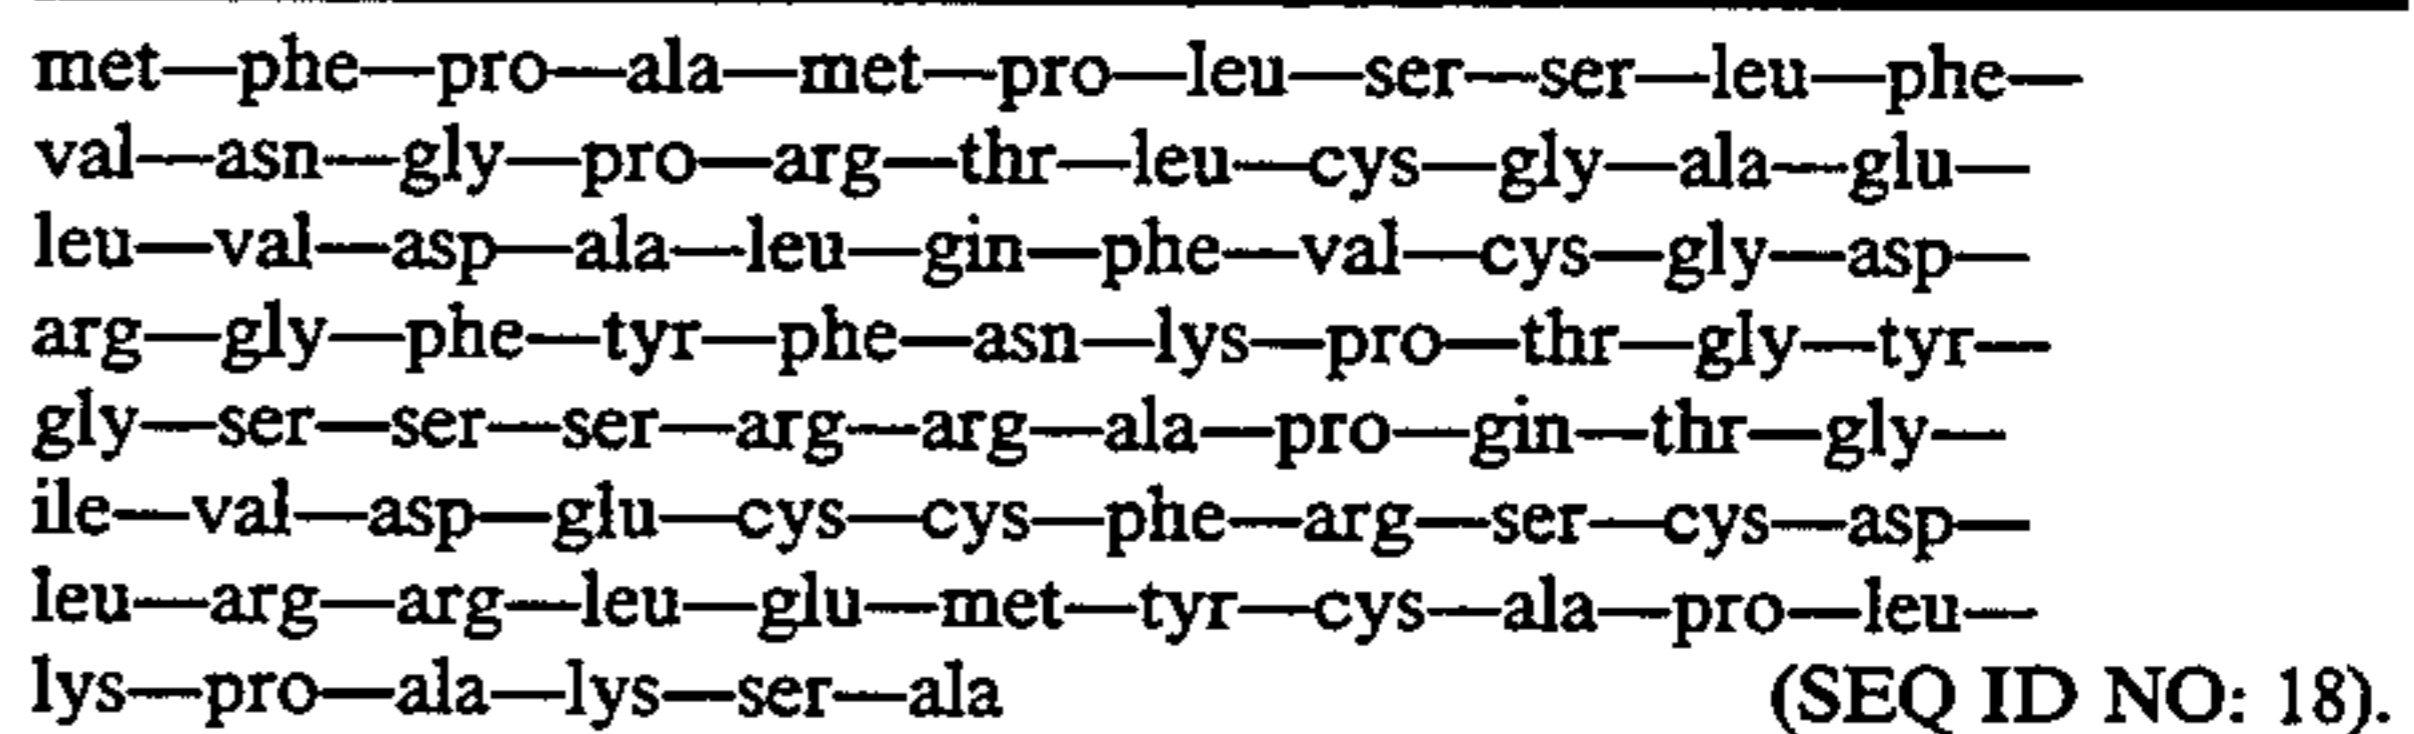 met—phe—pro—ala—met—pro—leu—ser—ser—leu—phe—
val—asn—gly—pro—arg—thr—leu—cys—gly—ala—glu—
leu—val—asp—ala—leu—gin—phe—val—cys—gly—asp—
arg—gly—phe—tyr—phe—asn—lys—pro—thr—gly—tyr—
gly—ser—ser—ser—arg—arg—ala—pro—gin—thr—gly—
ile—val—asp—glu—cys—cys—phe—arg—ser—cys—asp—
leu—arg—arg—leu—glu—met—tyr—cys—ala—pro—leu—
lys—pro—ala—lys—ser—ala (SEQ ID NO: 18).